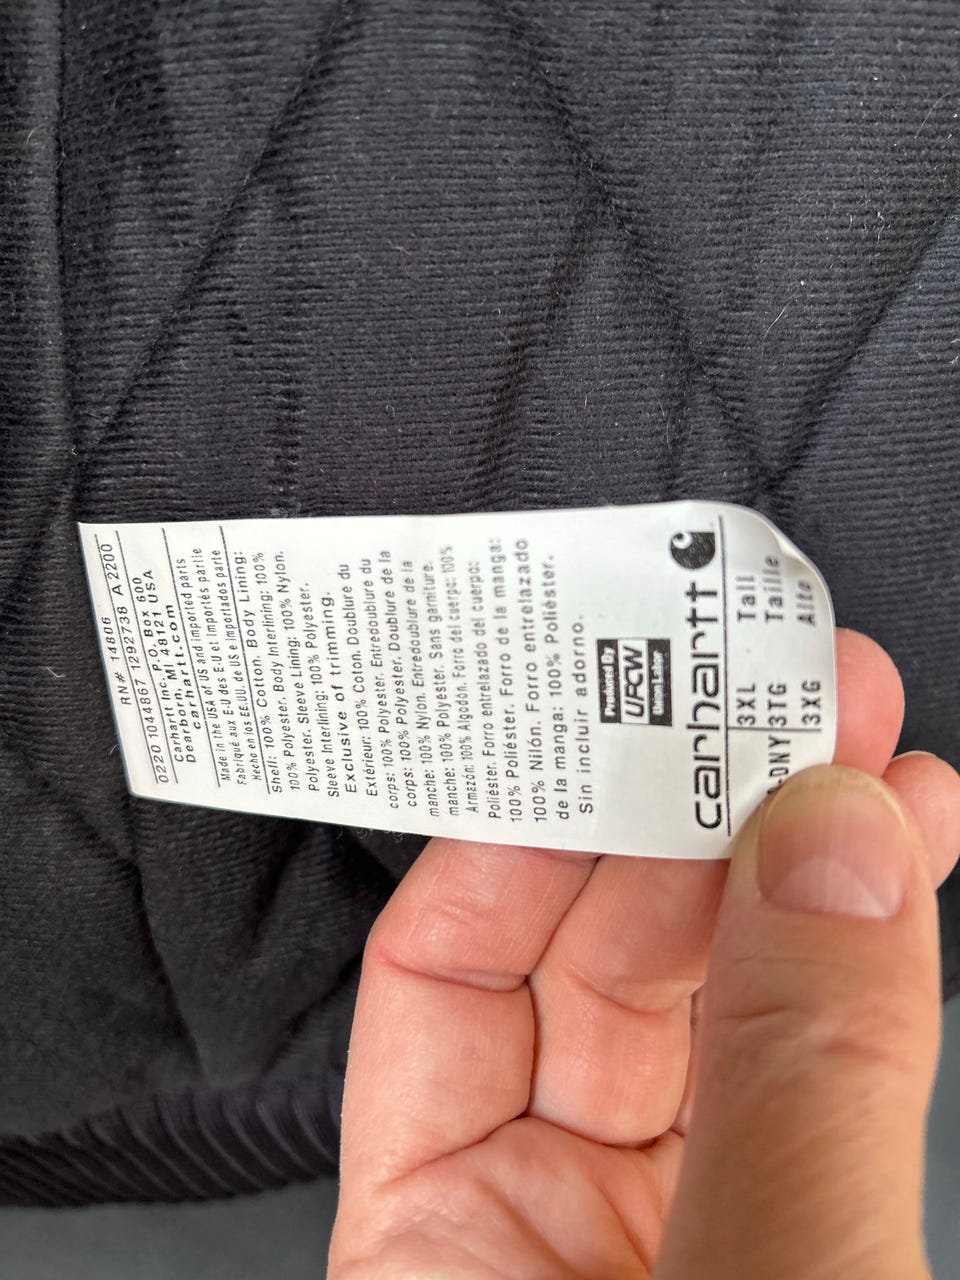 RN# 14806
0220 1044867 1292738 A 2200
Carhartt Inc. P.O. Box 600
Dearborn, MI 48121 USA
carhartt.com
Made in the USA of US and imported parts
Fabriqué aux E-U des E-U et importés partie
Hecho en los EE.UU. de US e importados parte
Shell: 100% Cotton. Body Lining:
100% Polyester. Body Interlining: 100%
Polyester. Sleeve Lining: 100% Nylon.
Sleeve Interlining: 100% Polyester.
Exclusive of trimming.
Extérieur: 100% Coton. Doublure du
corps: 100% Polyester. Entredoublure du
corps: 100% Polyester. Doublure de la
manche: 100% Nylon. Entredoublure de la
manche: 100% Polyester. Sans garniture.
Armazón: 100% Algodón. Forro del cuerpo: 100%
Poliéster. Forro entrelazado del cuerpo:
100% Poliéster. Forro de la manga:
100% Nilón. Forro entrelazado
de la manga: 100% Poliéster.
Sin incluir adorno.
Produced By
UFCW
Union Labor
carhartt
3XL Tall
DNY 3TG Taille
3XG Alto